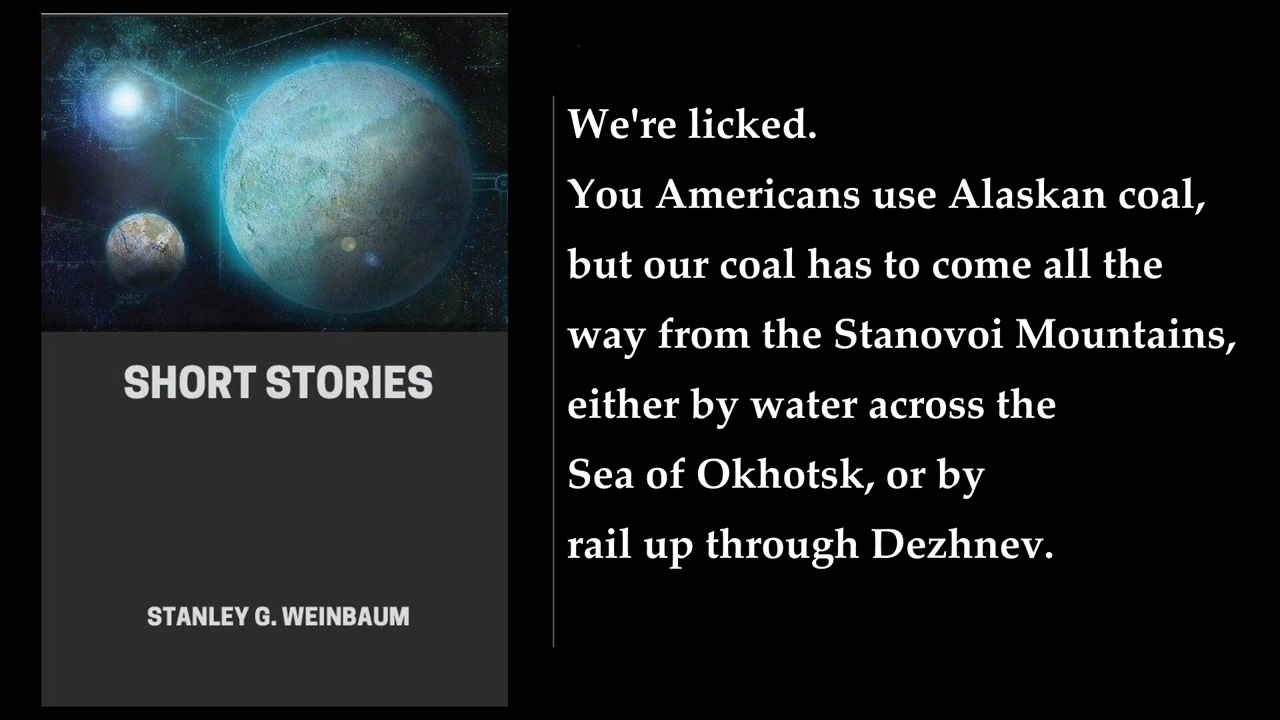 SHORT STORIES
STANLEY G. WEINBAUM
We're licked.
You Americans use Alaskan coal,
but our coal has to come all the
way from the Stanovoi Mountains,
either by water across the
Sea of Okhotsk, or by
rail up through Dezhnev.